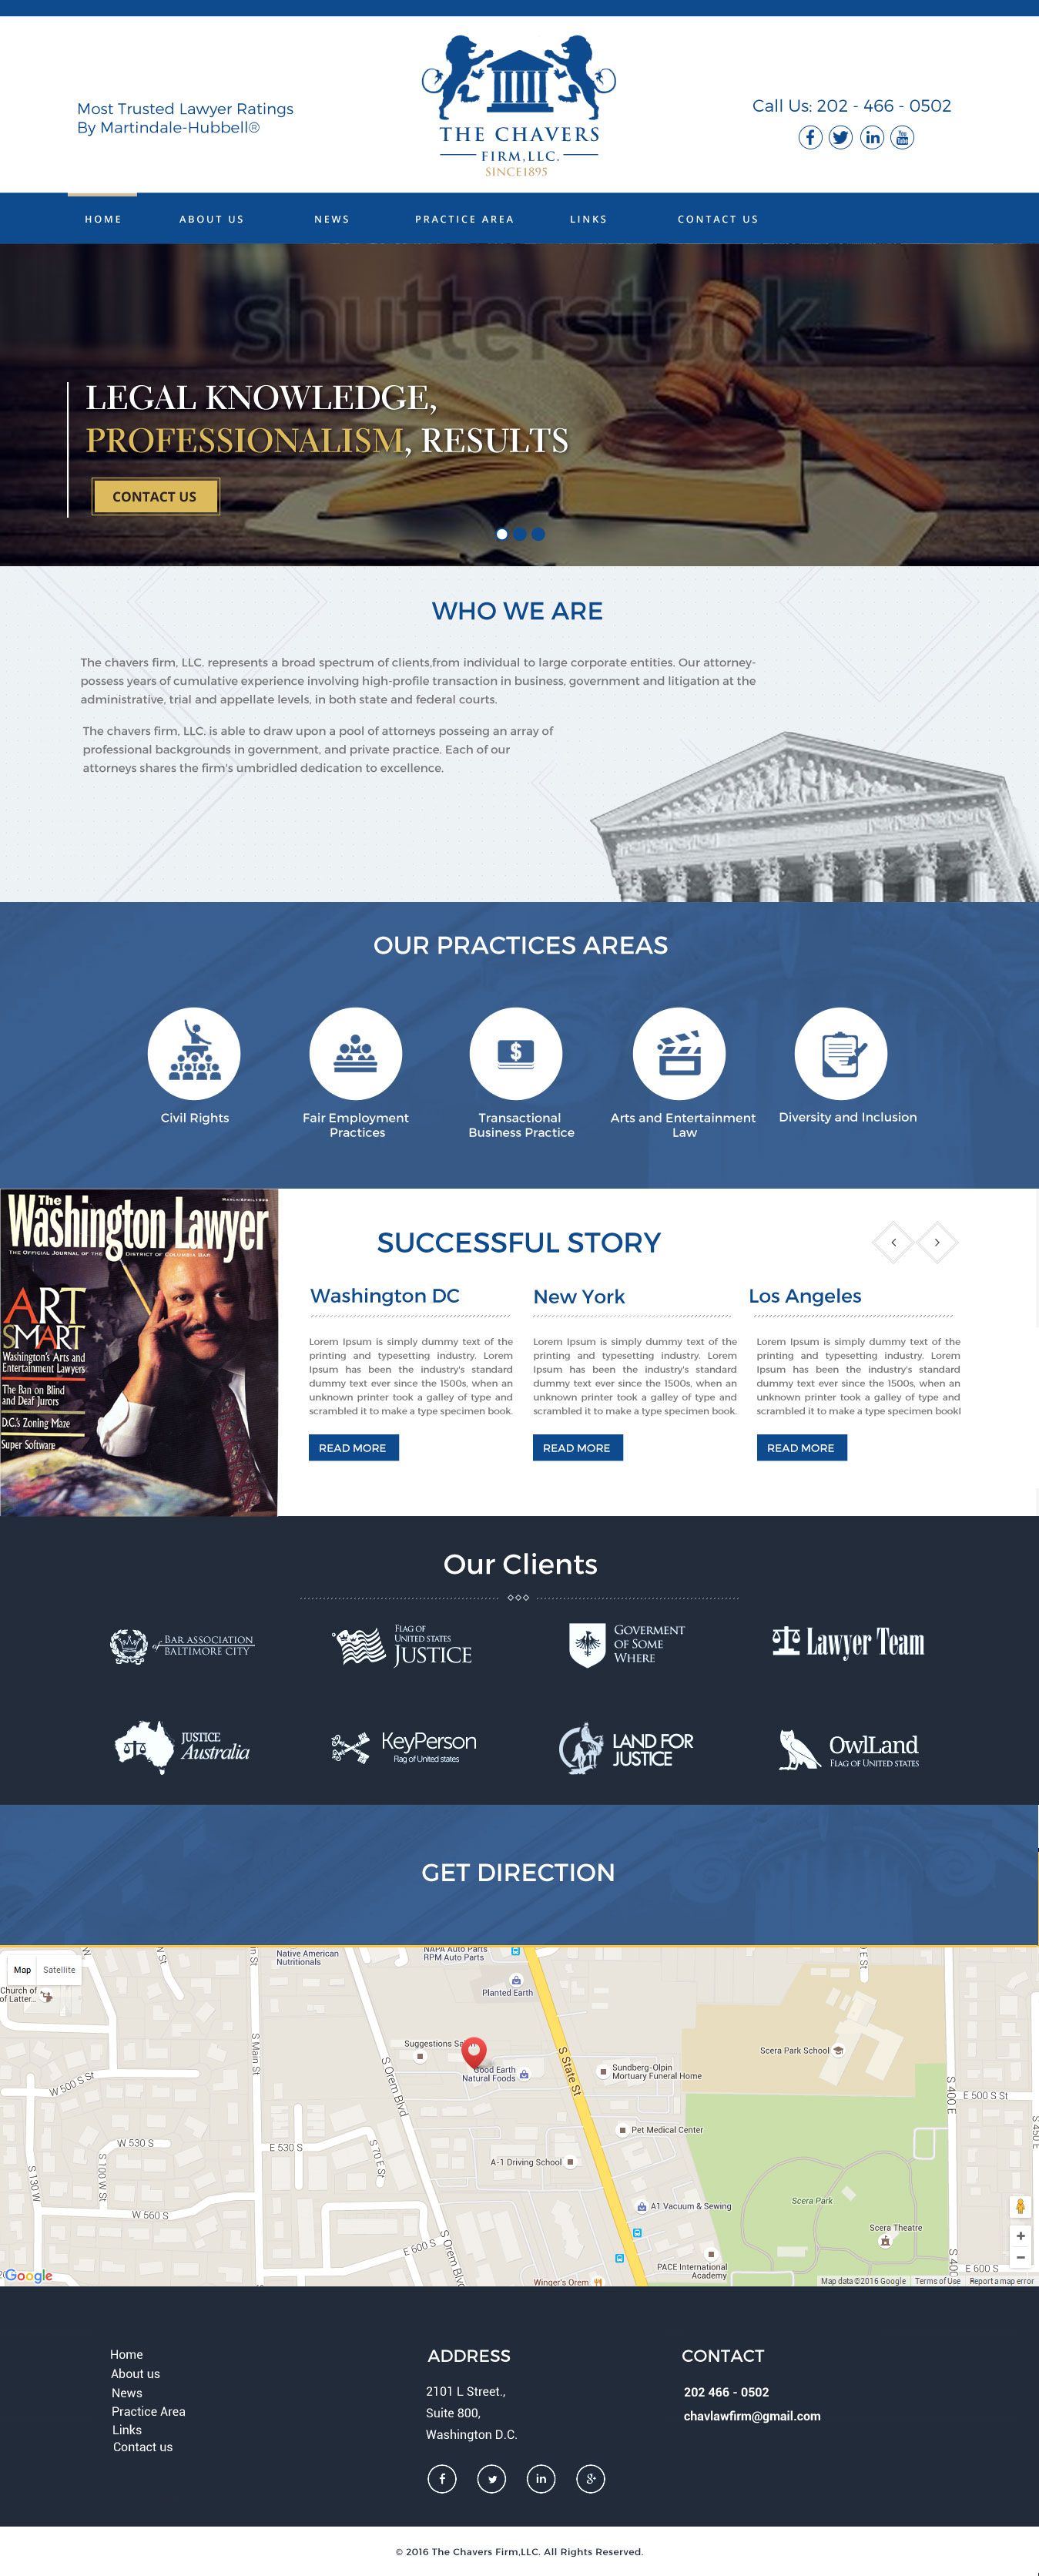 Most Trusted Lawyer Ratings
By Martindale-Hubbell®
THE CHAVERS
FIRM,LLC.
SINCE1895
Call Us: 202 - 466 - 0502
f in You Tube
HOME ABOUT US NEWS PRACTICE AREA LINKS CONTACT US
shutterstock
LEGAL KNOWLEDGE,
PROFESSIONALISM, RESULTS
CONTACT US
WHO WE ARE
The chavers firm, LLC. represents a broad spectrum of clients,from individual to large corporate entities. Our attorney-
possess years of cumulative experience involving high-profile transaction in business, government and litigation at the
administrative, trial and appellate levels, in both state and federal courts.
The chavers firm, LLC. is able to draw upon a pool of attorneys posseing an array of
professional backgrounds in government, and private practice. Each of our
attorneys shares the firm's umbridled dedication to excellence.
OUR PRACTICES AREAS
$
Civil Rights
Fair Employment
Practices
Transactional
Business Practice
Arts and Entertainment
Law
Diversity and Inclusion
The
March/April 1996
Washington Lawyer
THE OFFICIAL JOURNAL OF THE DISTRICT OF COLUMBIA BAR
ART
SMART
Washington's Arts and
Entertainment Lawyers
The Ban on Blind
and Deaf Jurors
D.C.'s Zoning Maze
Super Software
SUCCESSFUL STORY
< >
Washington DC
Lorem Ipsum is simply dummy text of the
printing and typesetting industry. Lorem
Ipsum has been the industry's standard
dummy text ever since the 1500s, when an
unknown printer took a galley of type and
scrambled it to make a type specimen book.
READ MORE
New York
Lorem Ipsum is simply dummy text of the
printing and typesetting industry. Lorem
Ipsum has been the industry's standard
dummy text ever since the 1500s, when an
unknown printer took a galley of type and
scrambled it to make a type specimen book.
READ MORE
Los Angeles
Lorem Ipsum is simply dummy text of the
printing and typesetting industry. Lorem
Ipsum has been the industry's standard
dummy text ever since the 1500s, when an
unknown printer took a galley of type and
scrambled it to make a type specimen bookl
READ MORE
Our Clients
of BAR ASSOCIATION
BALTIMORE CITY
FLAG OF
UNITED STATES
JUSTICE
GOVERMENT
OF SOME
WHERE
Lawyer Team
JUSTICE
Australia
KeyPerson
Flag of United states
LAND FOR
JUSTICE
OwlLand
FLAG OF UNITED STATES
GET DIRECTION
Map Satellite
Church of
of Latter...
W
N St
n St
Native American
Nutritionals
NAPA Auto Parts
RPM Auto Parts
Planted Earth
E St
S Main St
S Orem Blvd
Suggestions Sa
Good Earth
Natural Foods
S State St
Sundberg-Olpin
Mortuary Funeral Home
Scera Park School
W 500 S St
S 400 E
E 500 S St
S 450 E
Pet Medical Center
W 530 S
E 530 S
S 70 E St
A-1 Driving School
S 130 W
S 100 W St
W 560 S
Scera Park
A1 Vacuum & Sewing
Scera Theatre
E 600 S
S Orem Blvd
PACE International
Academy
S 400
E 600 S
Winger's Orem
+
−
Google
Map data ©2016 Google Terms of Use Report a map error
Home
About us
News
Practice Area
Links
Contact us
ADDRESS
2101 L Street.,
Suite 800,
Washington D.C.
f in g+
CONTACT
202 466 - 0502
chavlawfirm@gmail.com
© 2016 The Chavers Firm,LLC. All Rights Reserved.